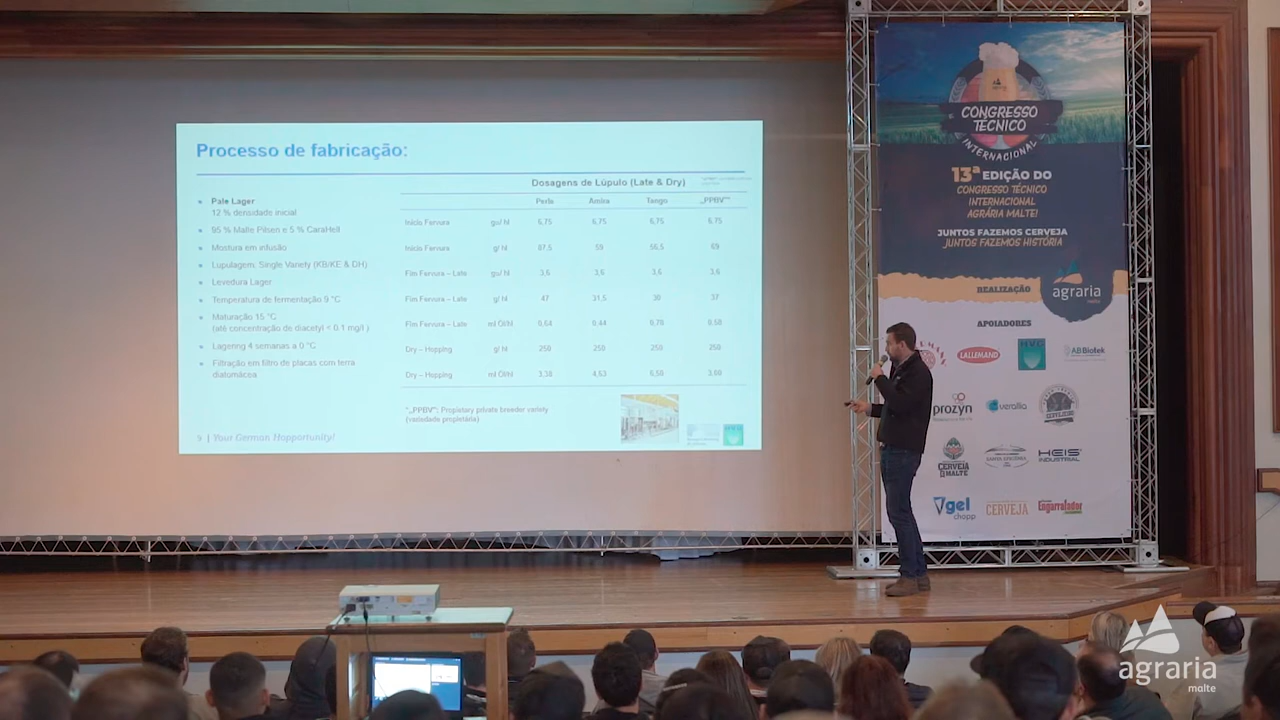 Processo de fabricação:
Pale Lager
12 % densidade inicial
95 % Malte Pilsen e 5 % CaraHell
Mostura em infusão
Lupulagem: Single Variety (KB/KE & DH)
Levedura Lager
Temperatura de fermentação 9 °C
Maturação 15 °C
(até concentração de diacetyl < 0.1 mg/l )
Lagering 4 semanas a 0 °C
Filtração em filtro de placas com terra
diatomácea
Dosagens de Lúpulo (Late & Dry)
Perle Amira Tango „PPBV“*
Início Fervura gα/ hl 6,75 6,75 6,75 6,75
Início Fervura g/ hl 87,5 59 56,5 69
Fim Fervura – Late gα/ hl 3,6 3,6 3,6 3,6
Fim Fervura – Late g/ hl 47 31,5 30 37
Fim Fervura – Late ml Öl/hl 0,64 0,44 0,78 0,50
Dry – Hopping g/ hl 250 250 250 250
Dry – Hopping ml Öl/hl 3,38 4,63 6,50
*„PPBV“: Propietary private breeder variety
(variedade propietária)
9 | Your German Hopportunity!
CONGRESSO
TÉCNICO
INTERNACIONAL
13ª EDIÇÃO DO
CONGRESSO TÉCNICO
INTERNACIONAL
AGRÁRIA MALTE!
JUNTOS FAZEMOS CERVEJA
JUNTOS FAZEMOS HISTÓRIA
REALIZAÇÃO
agraria
malte
APOIADORES
LALLEMAND
AB Biotek
prozyn
CERVEJA
& MALTE
HEIS
INDUSTRIAL
gel
chopp
CERVEJA
Engarrafador
agraria
malte